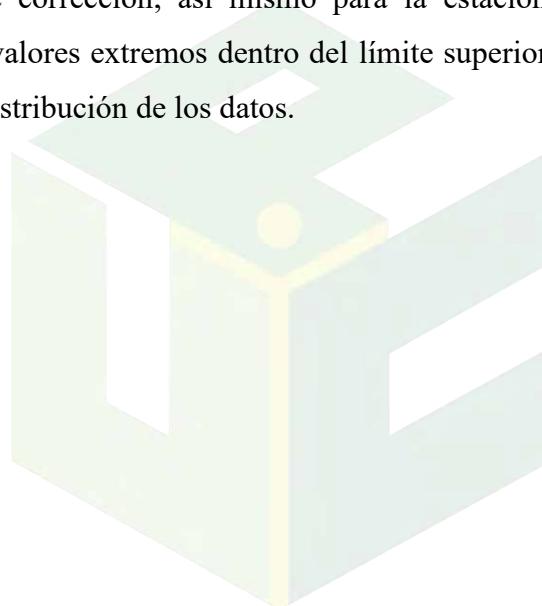 corrección, así mismo para la estación
valores extremos dentro del límite superior
stribución de los datos.